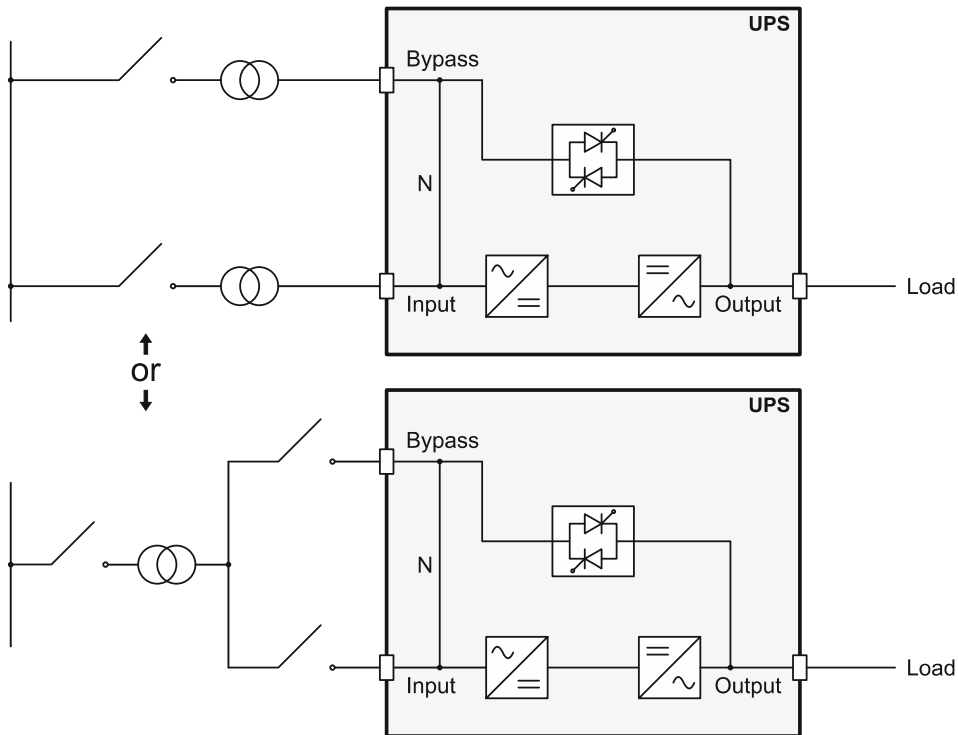 UPS
Bypass
N
Input
Output
Load
or
UPS
Bypass
N
Input
Output
Load